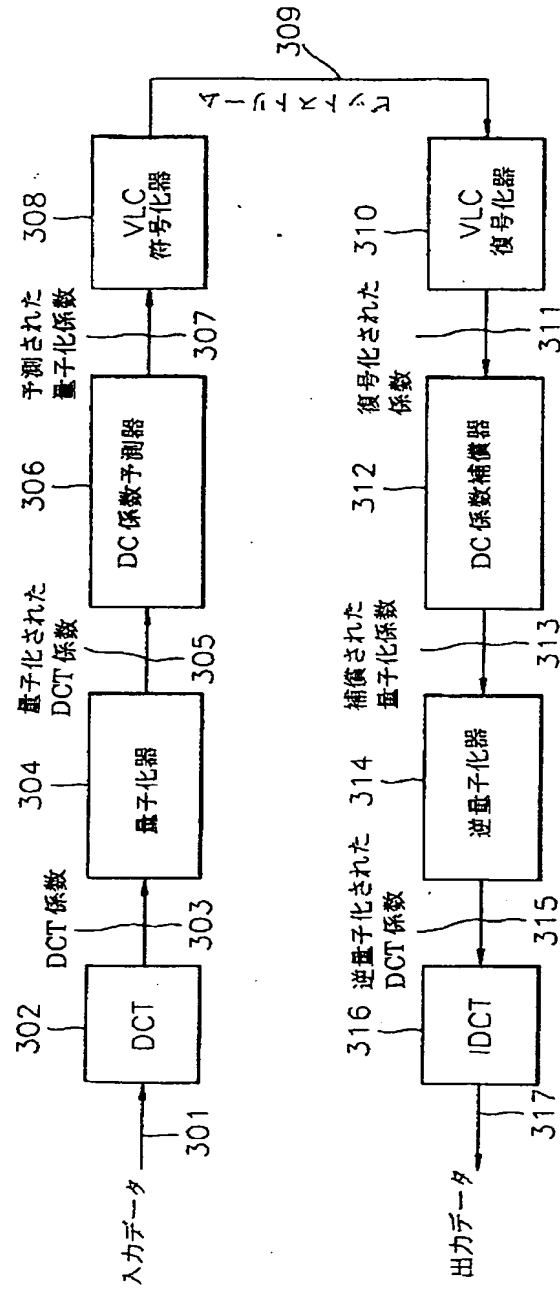 入力データ
301
302
DCT
DCT係数
303
304
量子化器
量子化された
DCT係数
305
306
DC係数予測器
予測された
量子化係数
307
308
VLC
符号化器
ビットストリーム
309
310
VLC
復号化器
復号化された
係数
311
312
DC係数補償器
補償された
量子化係数
313
314
逆量子化器
逆量子化された
DCT係数
315
316
IDCT
317
出力データ